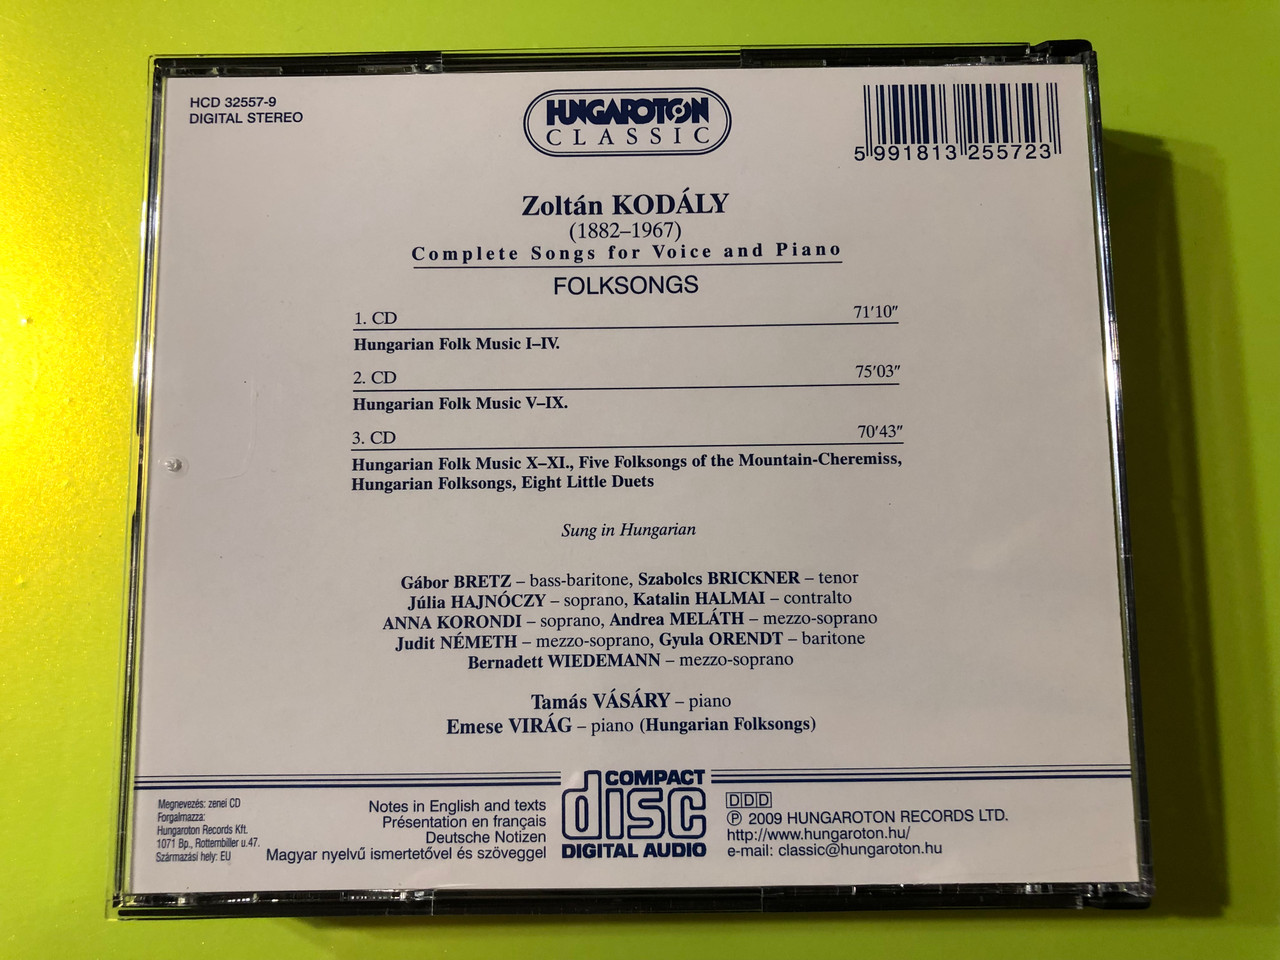 HCD 32557-9
DIGITAL STEREO
HUNGAROTON
CLASSIC
5 991813 255723
Zoltán KODÁLY
(1882–1967)
Complete Songs for Voice and Piano
FOLKSONGS
1. CD 71'10"
Hungarian Folk Music I–IV.
2. CD 75'03"
Hungarian Folk Music V–IX.
3. CD 70'43"
Hungarian Folk Music X–XI., Five Folksongs of the Mountain-Cheremiss,
Hungarian Folksongs, Eight Little Duets
Sung in Hungarian
Gábor BRETZ – bass-baritone, Szabolcs BRICKNER – tenor
Júlia HAJNÓCZY – soprano, Katalin HALMAI – contralto
ANNA KORONDI – soprano, Andrea MELÁTH – mezzo-soprano
Judit NÉMETH – mezzo-soprano, Gyula ORENDT – baritone
Bernadett WIEDEMANN – mezzo-soprano
Tamás VÁSÁRY – piano
Emese VIRÁG – piano (Hungarian Folksongs)
Megnevezés: zenei CD
Forgalmazza:
Hungaroton Records Kft.
1071 Bp., Rottenbiller u.47.
Származási hely: EU
Notes in English and texts
Présentation en français
Deutsche Notizen
Magyar nyelvű ismertetővel és szöveggel
COMPACT
disc
DIGITAL AUDIO
DDD
℗ 2009 HUNGAROTON RECORDS LTD.
http://www.hungaroton.hu/
e-mail: classic@hungaroton.hu